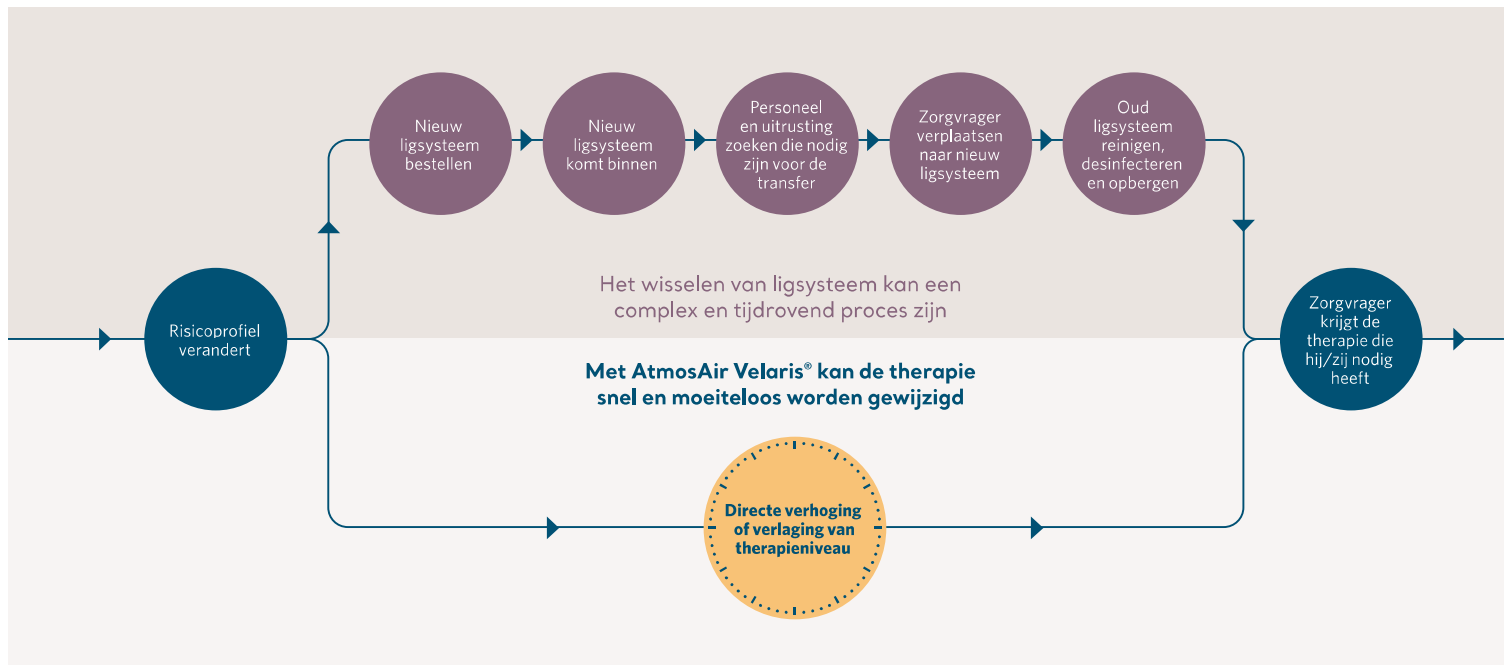 Nieuw
ligsysteem
bestellen
Nieuw
ligsysteem
komt binnen
Personeel
en uitrusting
zoeken die nodig
zijn voor de
transfer
Zorgvrager
verplaatsen
naar nieuw
ligsysteem
Oud
ligsysteem
reinigen,
desinfecteren
en opbergen
Risicoprofiel
verandert
Het wisselen van ligsysteem kan een
complex en tijdrovend proces zijn
Met AtmosAir Velaris® kan de therapie
snel en moeiteloos worden gewijzigd
Directe verhoging
of verlaging van
therapieniveau
Zorgvrager
krijgt de
therapie die
hij/zij nodig
heeft